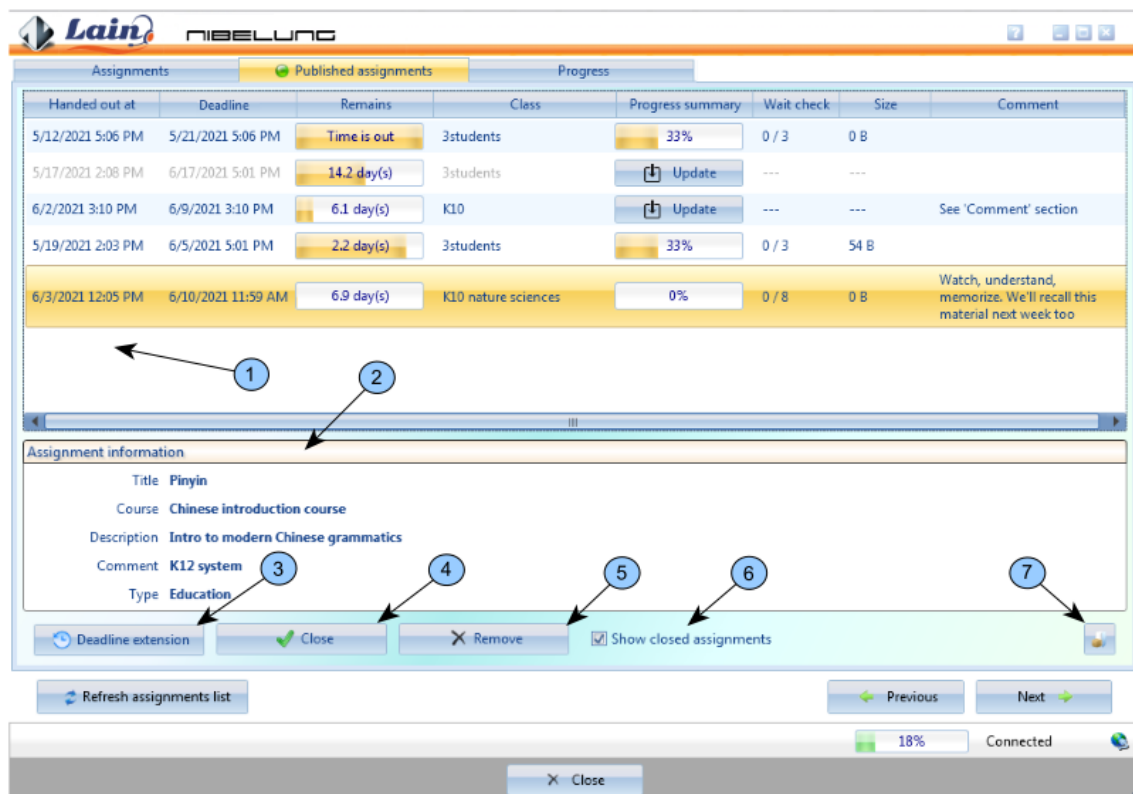 Lain NIBELUNG ?
Assignments Published assignments Progress
Handed out at Deadline Remains Class Progress summary Wait check Size Comment
5/12/2021 5:06 PM 5/21/2021 5:06 PM Time is out 3students 33% 0 / 3 0 B
5/17/2021 2:08 PM 6/17/2021 5:01 PM 14.2 day(s) 3students Update --- ---
6/2/2021 3:10 PM 6/9/2021 3:10 PM 6.1 day(s) K10 Update --- --- See 'Comment' section
5/19/2021 2:03 PM 6/5/2021 5:01 PM 2.2 day(s) 3students 33% 0 / 3 54 B
6/3/2021 12:05 PM 6/10/2021 11:59 AM 6.9 day(s) K10 nature sciences 0% 0 / 8 0 B Watch, understand,
memorize. We'll recall this
material next week too
1
2
Assignment information
Title Pinyin
Course Chinese introduction course
Description Intro to modern Chinese grammatics
Comment K12 system
Type Education
3 4 5 6 7
Deadline extension Close Remove Show closed assignments
Refresh assignments list Previous Next
18% Connected
Close